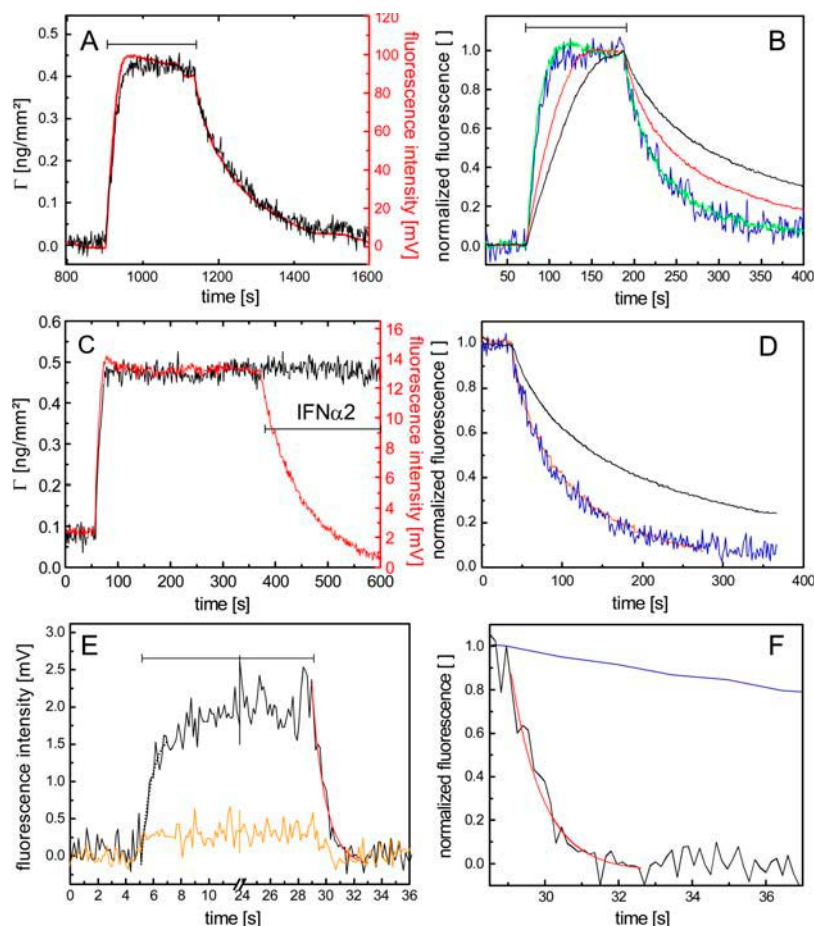 A
Γ [ng/mm²]
0.5
0.4
0.3
0.2
0.1
0.0
800 1000 1200 1400 1600
time [s]
120
100
80
60
40
20
0
fluorescence intensity [mV]
B
normalized fluorescence [ ]
1.0
0.8
0.6
0.4
0.2
0.0
50 100 150 200 250 300 350 400
time [s]
C
Γ [ng/mm²]
0.6
0.5
0.4
0.3
0.2
0.1
0.0
0 100 200 300 400 500 600
time [s]
IFNα2
16
14
12
10
8
6
4
2
0
fluorescence intensity [mV]
D
normalized fluorescence [ ]
1.0
0.8
0.6
0.4
0.2
0.0
0 100 200 300 400
time [s]
E
fluorescence intensity [mV]
3.0
2.5
2.0
1.5
1.0
0.5
0.0
0 2 4 6 8 10 12 24 26 28 30 32 34 36
time [s]
F
normalized fluorescence [ ]
1.0
0.8
0.6
0.4
0.2
0.0
30 32 34 36
time [s]